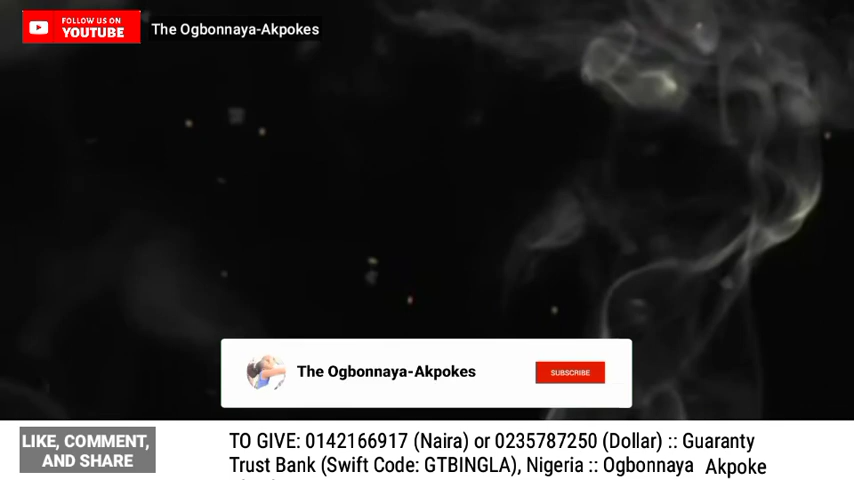 FOLLOW US ON
YOUTUBE
The Ogbonnaya-Akpokes
The Ogbonnaya-Akpokes
SUBSCRIBE
LIKE, COMMENT,
AND SHARE
TO GIVE: 0142166917 (Naira) or 0235787250 (Dollar) :: Guaranty
Trust Bank (Swift Code: GTBINGLA), Nigeria :: Ogbonnaya Akpoke